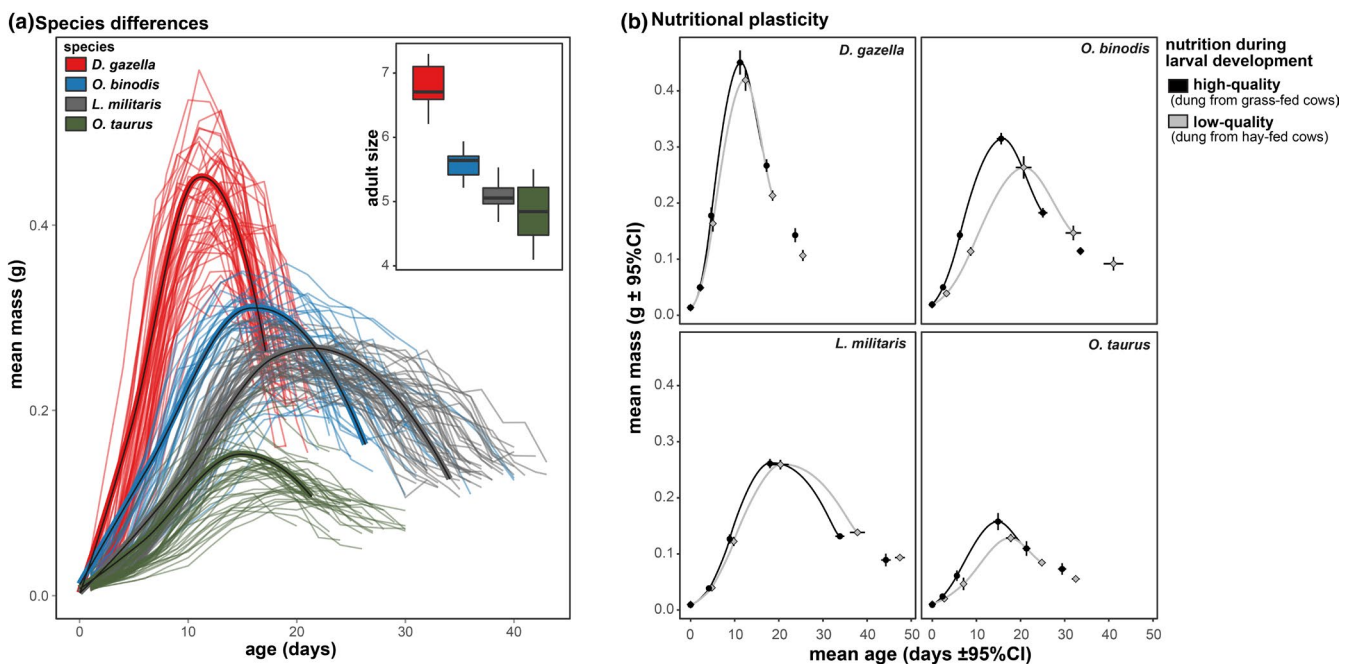 (a) Species differences
species
D. gazella
O. binodis
L. militaris
O. taurus
mean mass (g)
0.4
0.2
0.0
0
10
20
30
40
age (days)
adult size
7
6
5
4
(b) Nutritional plasticity
D. gazella
O. binodis
L. militaris
O. taurus
mean mass (g ± 95%CI)
0.4
0.3
0.2
0.1
0.0
0.4
0.3
0.2
0.1
0.0
0
10
20
30
40
50
0
10
20
30
40
50
mean age (days ±95%CI)
nutrition during
larval development
high-quality
(dung from grass-fed cows)
low-quality
(dung from hay-fed cows)